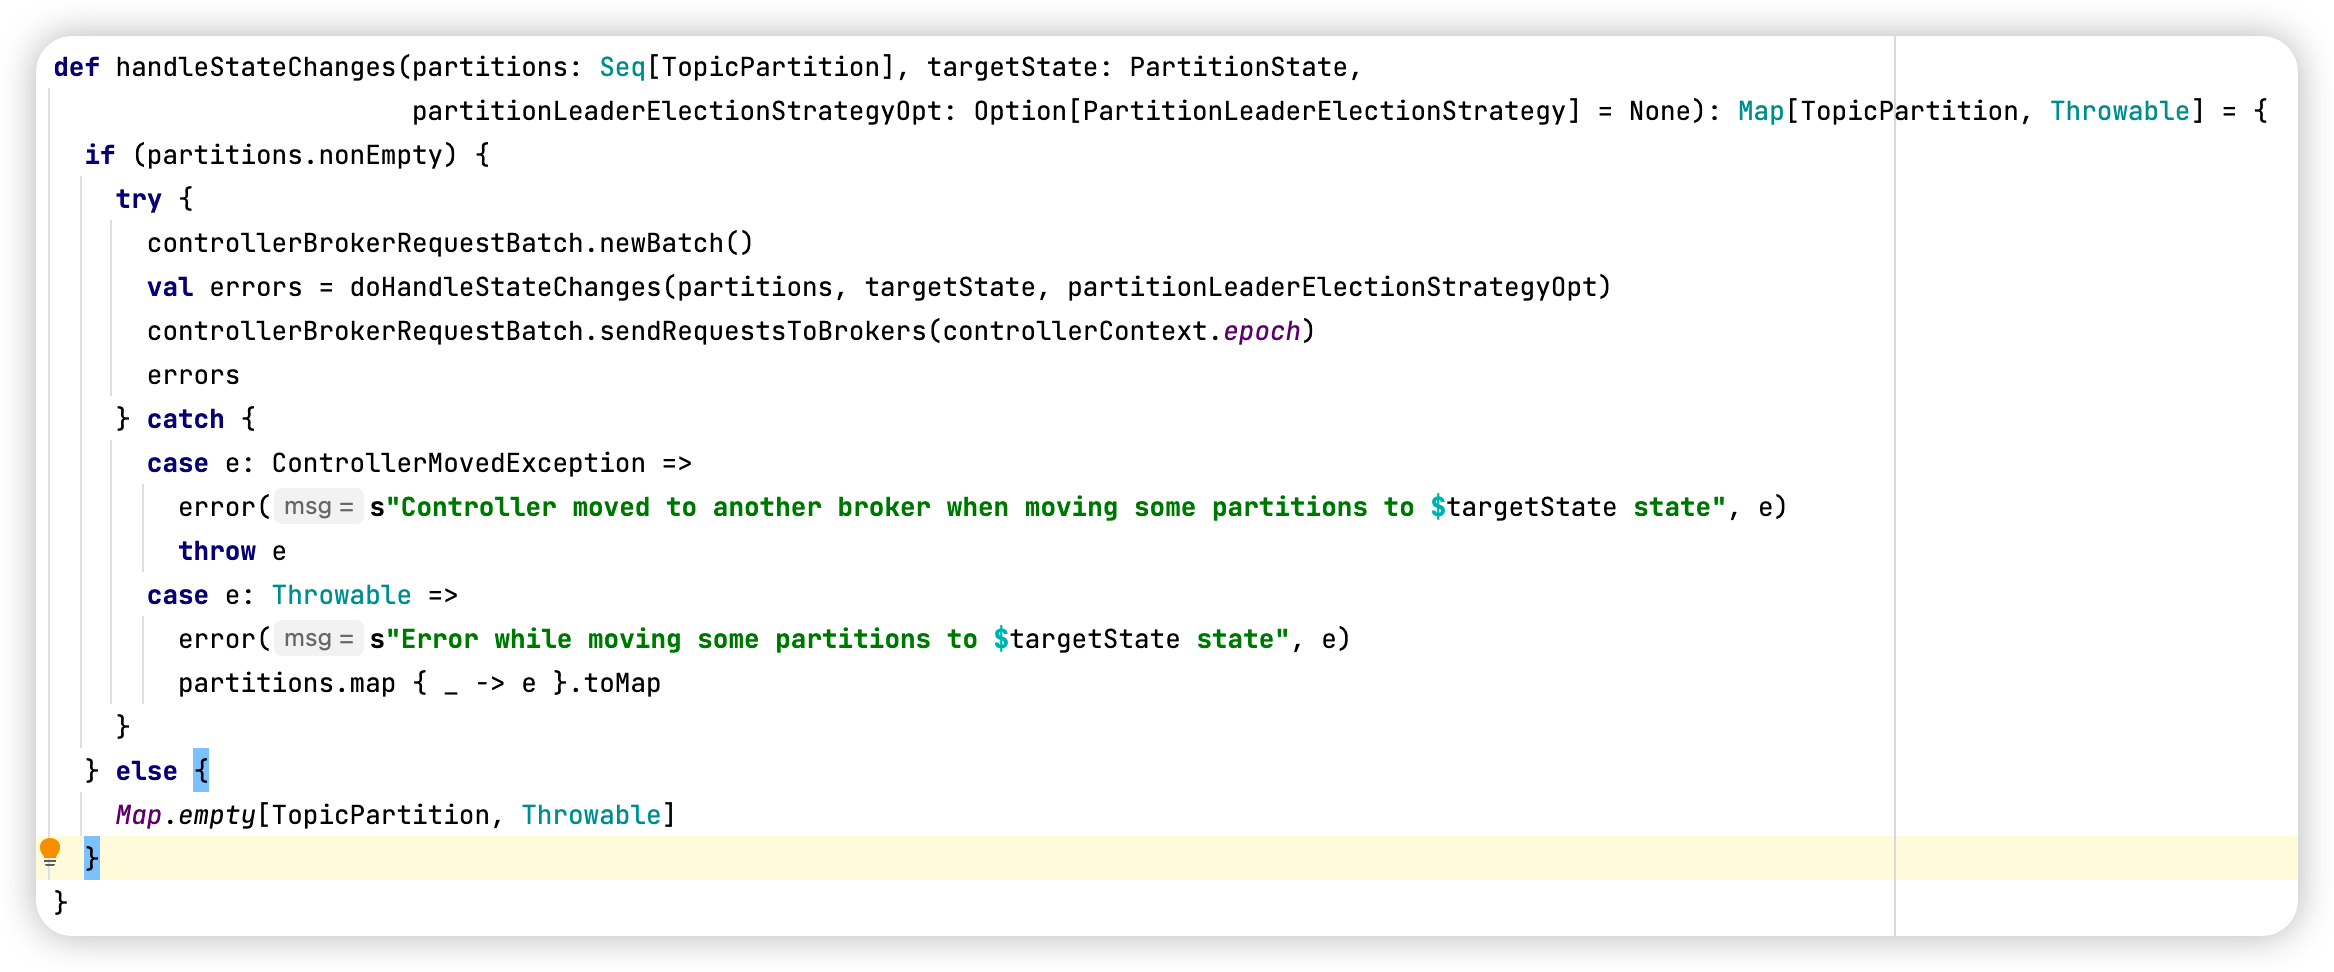 def handleStateChanges(partitions: Seq[TopicPartition], targetState: PartitionState,
                       partitionLeaderElectionStrategyOpt: Option[PartitionLeaderElectionStrategy] = None): Map[TopicPartition, Throwable] = {
  if (partitions.nonEmpty) {
    try {
      controllerBrokerRequestBatch.newBatch()
      val errors = doHandleStateChanges(partitions, targetState, partitionLeaderElectionStrategyOpt)
      controllerBrokerRequestBatch.sendRequestsToBrokers(controllerContext.epoch)
      errors
    } catch {
      case e: ControllerMovedException =>
        error( msg = s"Controller moved to another broker when moving some partitions to $targetState state", e)
        throw e
      case e: Throwable =>
        error( msg = s"Error while moving some partitions to $targetState state", e)
        partitions.map { _ -> e }.toMap
    }
  } else {
    Map.empty[TopicPartition, Throwable]
  }
}